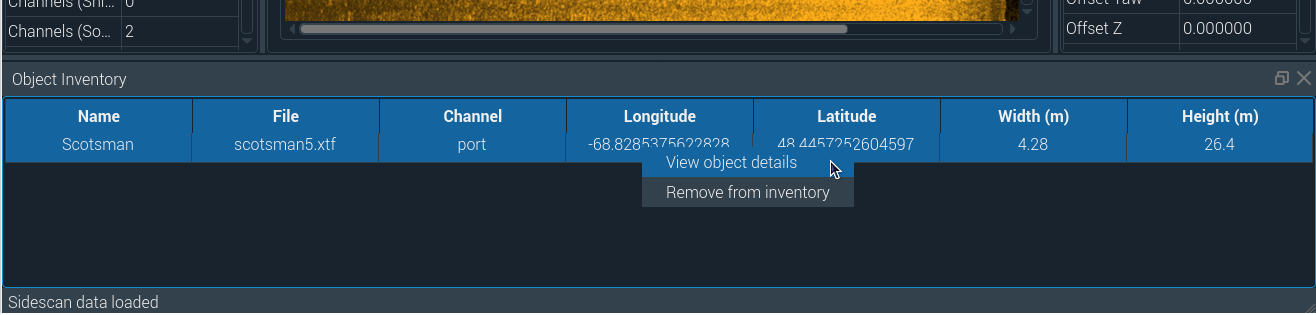 Channels (Shi... 0
Channels (So... 2
Offset Yaw 0.000000
Offset Z 0.000000
Object Inventory
Name File Channel Longitude Latitude Width (m) Height (m)
Scotsman scotsman5.xtf port -68.8285375622828 48.4457252604597 4.28 26.4
View object details
Remove from inventory
Sidescan data loaded